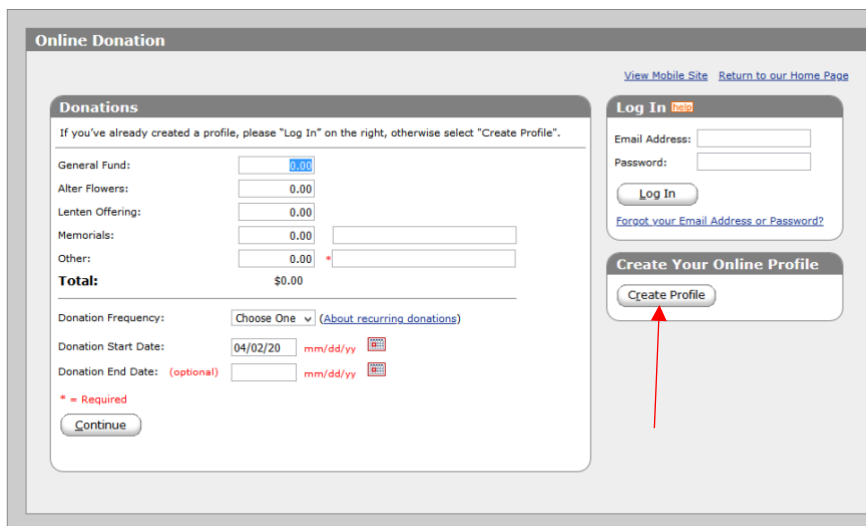 Online Donation
View Mobile Site Return to our Home Page
Donations
If you've already created a profile, please "Log In" on the right, otherwise select "Create Profile".
General Fund: 0.00
Alter Flowers: 0.00
Lenten Offering: 0.00
Memorials: 0.00
Other: 0.00 *
Total: $0.00
Donation Frequency: Choose One (About recurring donations)
Donation Start Date: 04/02/20 mm/dd/yy
Donation End Date: (optional) mm/dd/yy
* = Required
Continue
Log In help
Email Address:
Password:
Log In
Forgot your Email Address or Password?
Create Your Online Profile
Create Profile